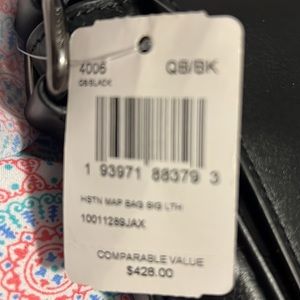 4006 QB/BK
QB/BLACK
1 93971 88379 3
HSTN MAP BAG SIG LTH
10011289JAX
COMPARABLE VALUE
$428.00